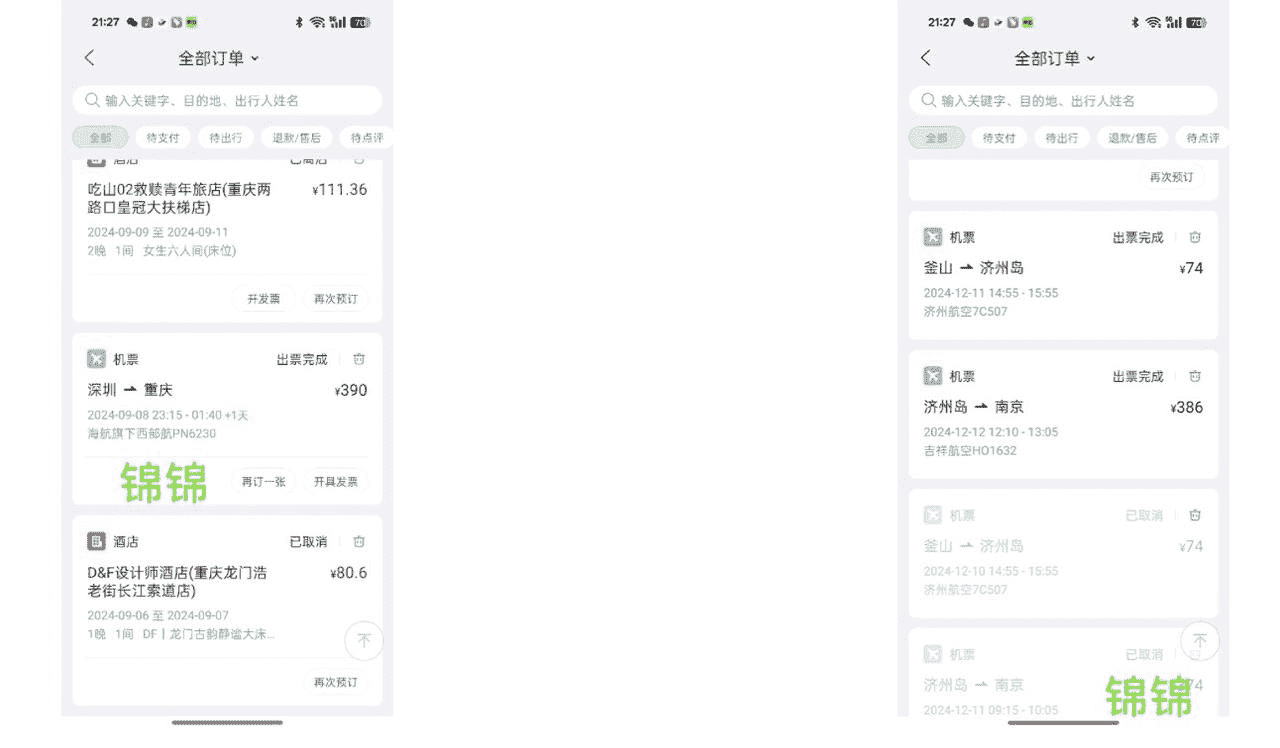 21:27
70
全部订单
输入关键字、目的地、出行人姓名
全部 待支付 待出行 退款/售后 待点评
酒店 已离店
吃山02救赎青年旅店(重庆两 ¥111.36
路口皇冠大扶梯店)
2024-09-09 至 2024-09-11
2晚 1间 女生六人间(床位)
开发票 再次预订
机票 出票完成
深圳 重庆 ¥390
2024-09-08 23:15 - 01:40 +1天
海航旗下西部航PN6230
锦锦
再订一张 开具发票
酒店 已取消
D&F设计师酒店(重庆龙门浩 ¥80.6
老街长江索道店)
2024-09-06 至 2024-09-07
1晚 1间 DF丨龙门古韵静谧大床...
再次预订
21:27
70
全部订单
输入关键字、目的地、出行人姓名
全部 待支付 待出行 退款/售后 待点评
再次预订
机票 出票完成
釜山 济州岛 ¥74
2024-12-11 14:55 - 15:55
济州航空7C507
机票 出票完成
济州岛 南京 ¥386
2024-12-12 12:10 - 13:05
吉祥航空HO1632
机票 已取消
釜山 济州岛 ¥74
2024-12-10 14:55 - 15:55
济州航空7C507
机票 已取消
济州岛 南京 74
2024-12-11 09:15 - 10:05
锦锦